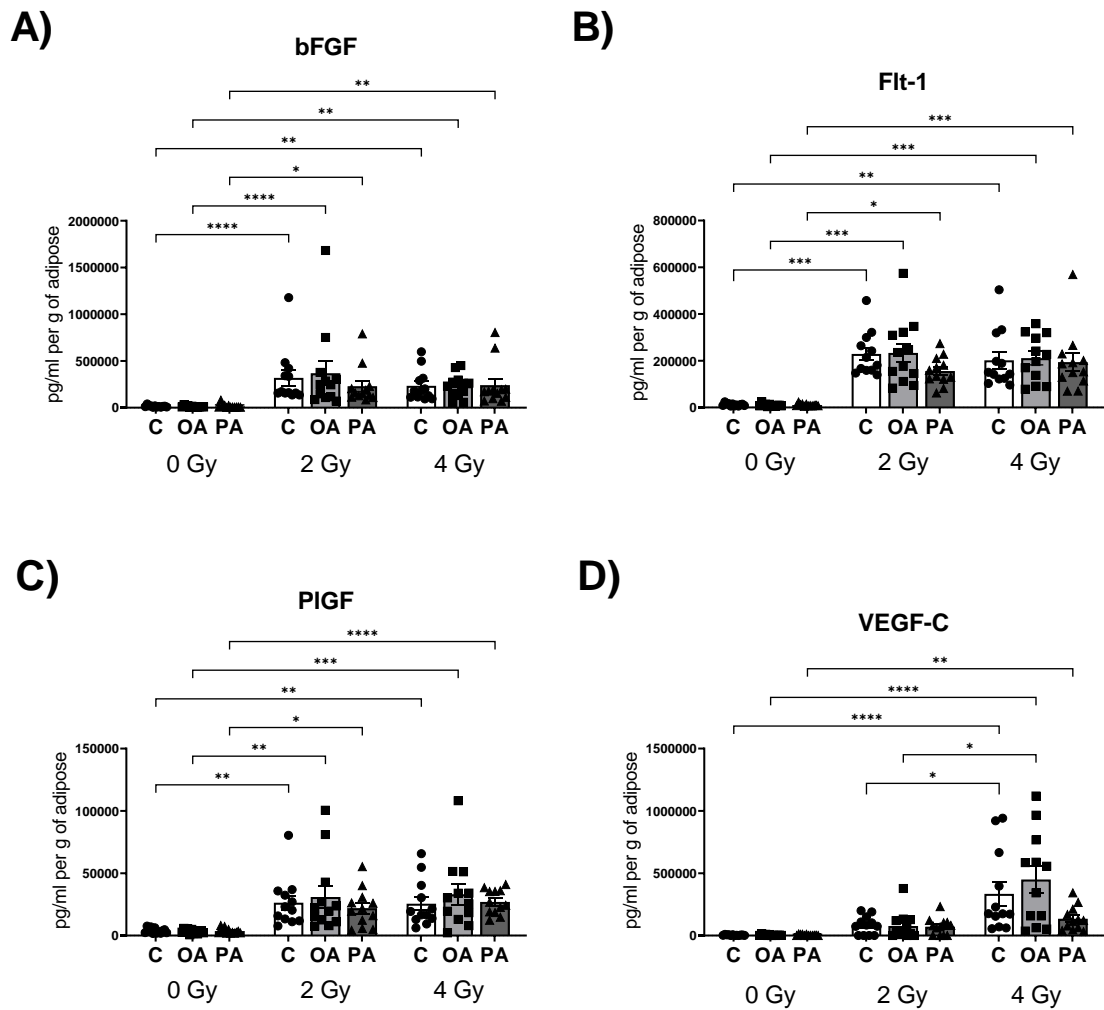 A)
bFGF
**
**
**
*
****
****
pg/ml per g of adipose
2000000
1500000
1000000
500000
0
C OA PA C OA PA C OA PA
0 Gy 2 Gy 4 Gy
B)
Flt-1
***
***
**
*
***
***
pg/ml per g of adipose
800000
600000
400000
200000
0
C OA PA C OA PA C OA PA
0 Gy 2 Gy 4 Gy
C)
PlGF
****
***
**
*
**
**
pg/ml per g of adipose
150000
100000
50000
0
C OA PA C OA PA C OA PA
0 Gy 2 Gy 4 Gy
D)
VEGF-C
**
****
****
*
*
pg/ml per g of adipose
1500000
1000000
500000
0
C OA PA C OA PA C OA PA
0 Gy 2 Gy 4 Gy